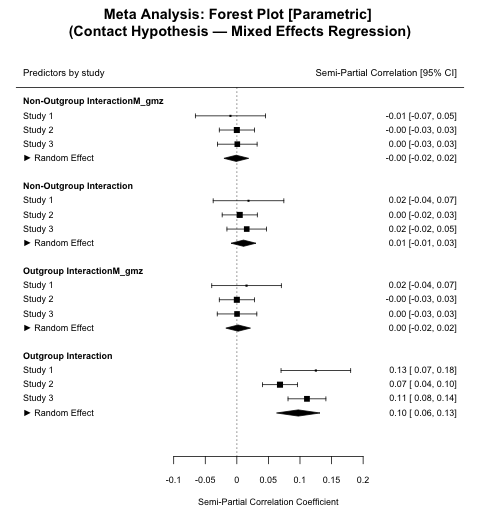 Meta Analysis: Forest Plot [Parametric]
(Contact Hypothesis — Mixed Effects Regression)
Predictors by study Semi-Partial Correlation [95% CI]
Non-Outgroup InteractionM_gmz
Study 1 -0.01 [-0.07, 0.05]
Study 2 -0.00 [-0.03, 0.03]
Study 3 0.00 [-0.03, 0.03]
► Random Effect -0.00 [-0.02, 0.02]
Non-Outgroup Interaction
Study 1 0.02 [-0.04, 0.07]
Study 2 0.00 [-0.02, 0.03]
Study 3 0.02 [-0.02, 0.05]
► Random Effect 0.01 [-0.01, 0.03]
Outgroup InteractionM_gmz
Study 1 0.02 [-0.04, 0.07]
Study 2 -0.00 [-0.03, 0.03]
Study 3 0.00 [-0.03, 0.03]
► Random Effect 0.00 [-0.02, 0.02]
Outgroup Interaction
Study 1 0.13 [ 0.07, 0.18]
Study 2 0.07 [ 0.04, 0.10]
Study 3 0.11 [ 0.08, 0.14]
► Random Effect 0.10 [ 0.06, 0.13]
-0.1 -0.05 0 0.05 0.1 0.15 0.2
Semi-Partial Correlation Coefficient